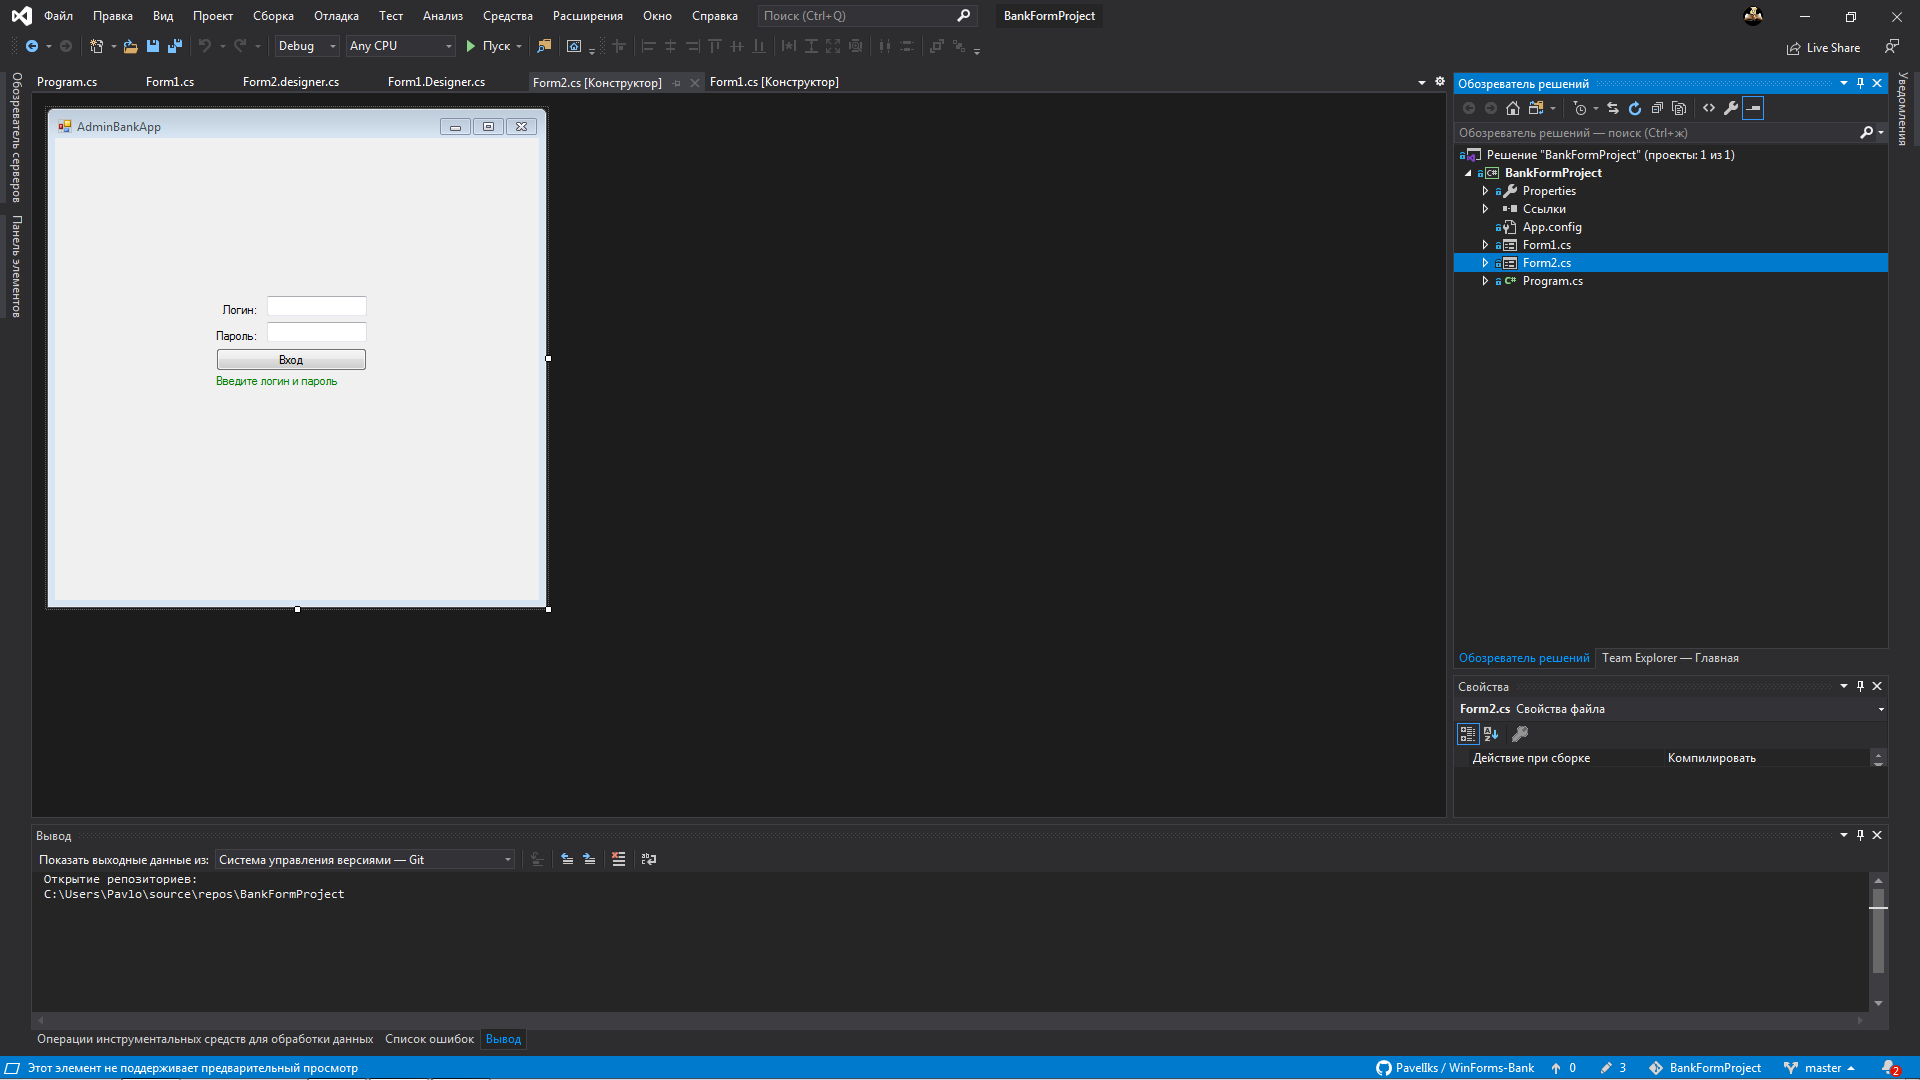 Файл Правка Вид Проект Сборка Отладка Тест Анализ Средства Расширения Окно Справка Поиск (Ctrl+Q) BankFormProject
Debug Any CPU Пуск Live Share
Program.cs Form1.cs Form2.designer.cs Form1.Designer.cs Form2.cs [Конструктор] Form1.cs [Конструктор]
Обозреватель серверов
Панель элементов
AdminBankApp
Логин:
Пароль:
Вход
Введите логин и пароль
Обозреватель решений
Обозреватель решений — поиск (Ctrl+ж)
Решение "BankFormProject" (проекты: 1 из 1)
BankFormProject
Properties
Ссылки
App.config
Form1.cs
Form2.cs
Program.cs
Обозреватель решений Team Explorer — Главная
Уведомления
Свойства
Form2.cs Свойства файла
Действие при сборке Компилировать
Вывод
Показать выходные данные из: Система управления версиями — Git
Открытие репозиториев:
C:\Users\Pavlo\source\repos\BankFormProject
Операции инструментальных средств для обработки данных Список ошибок Вывод
Этот элемент не поддерживает предварительный просмотр PavelIks / WinForms-Bank 0 3 BankFormProject master 2